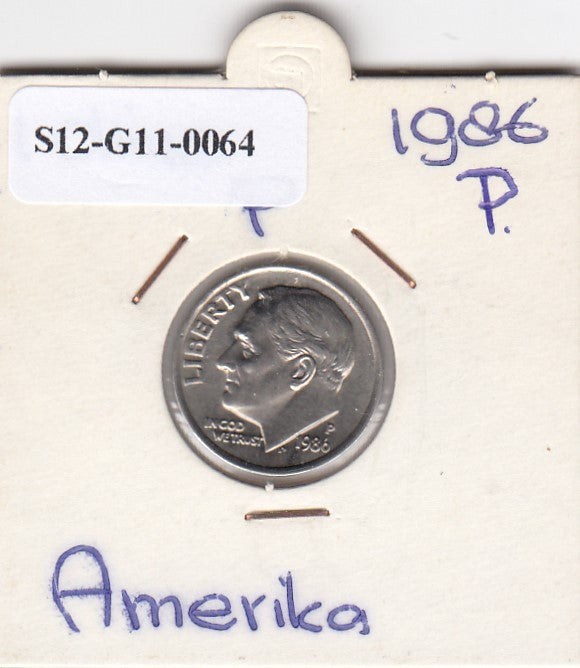 S12-G11-0064
1986
P.
P
LIBERTY
IN GOD
WE TRUST
P
1986
Amerika